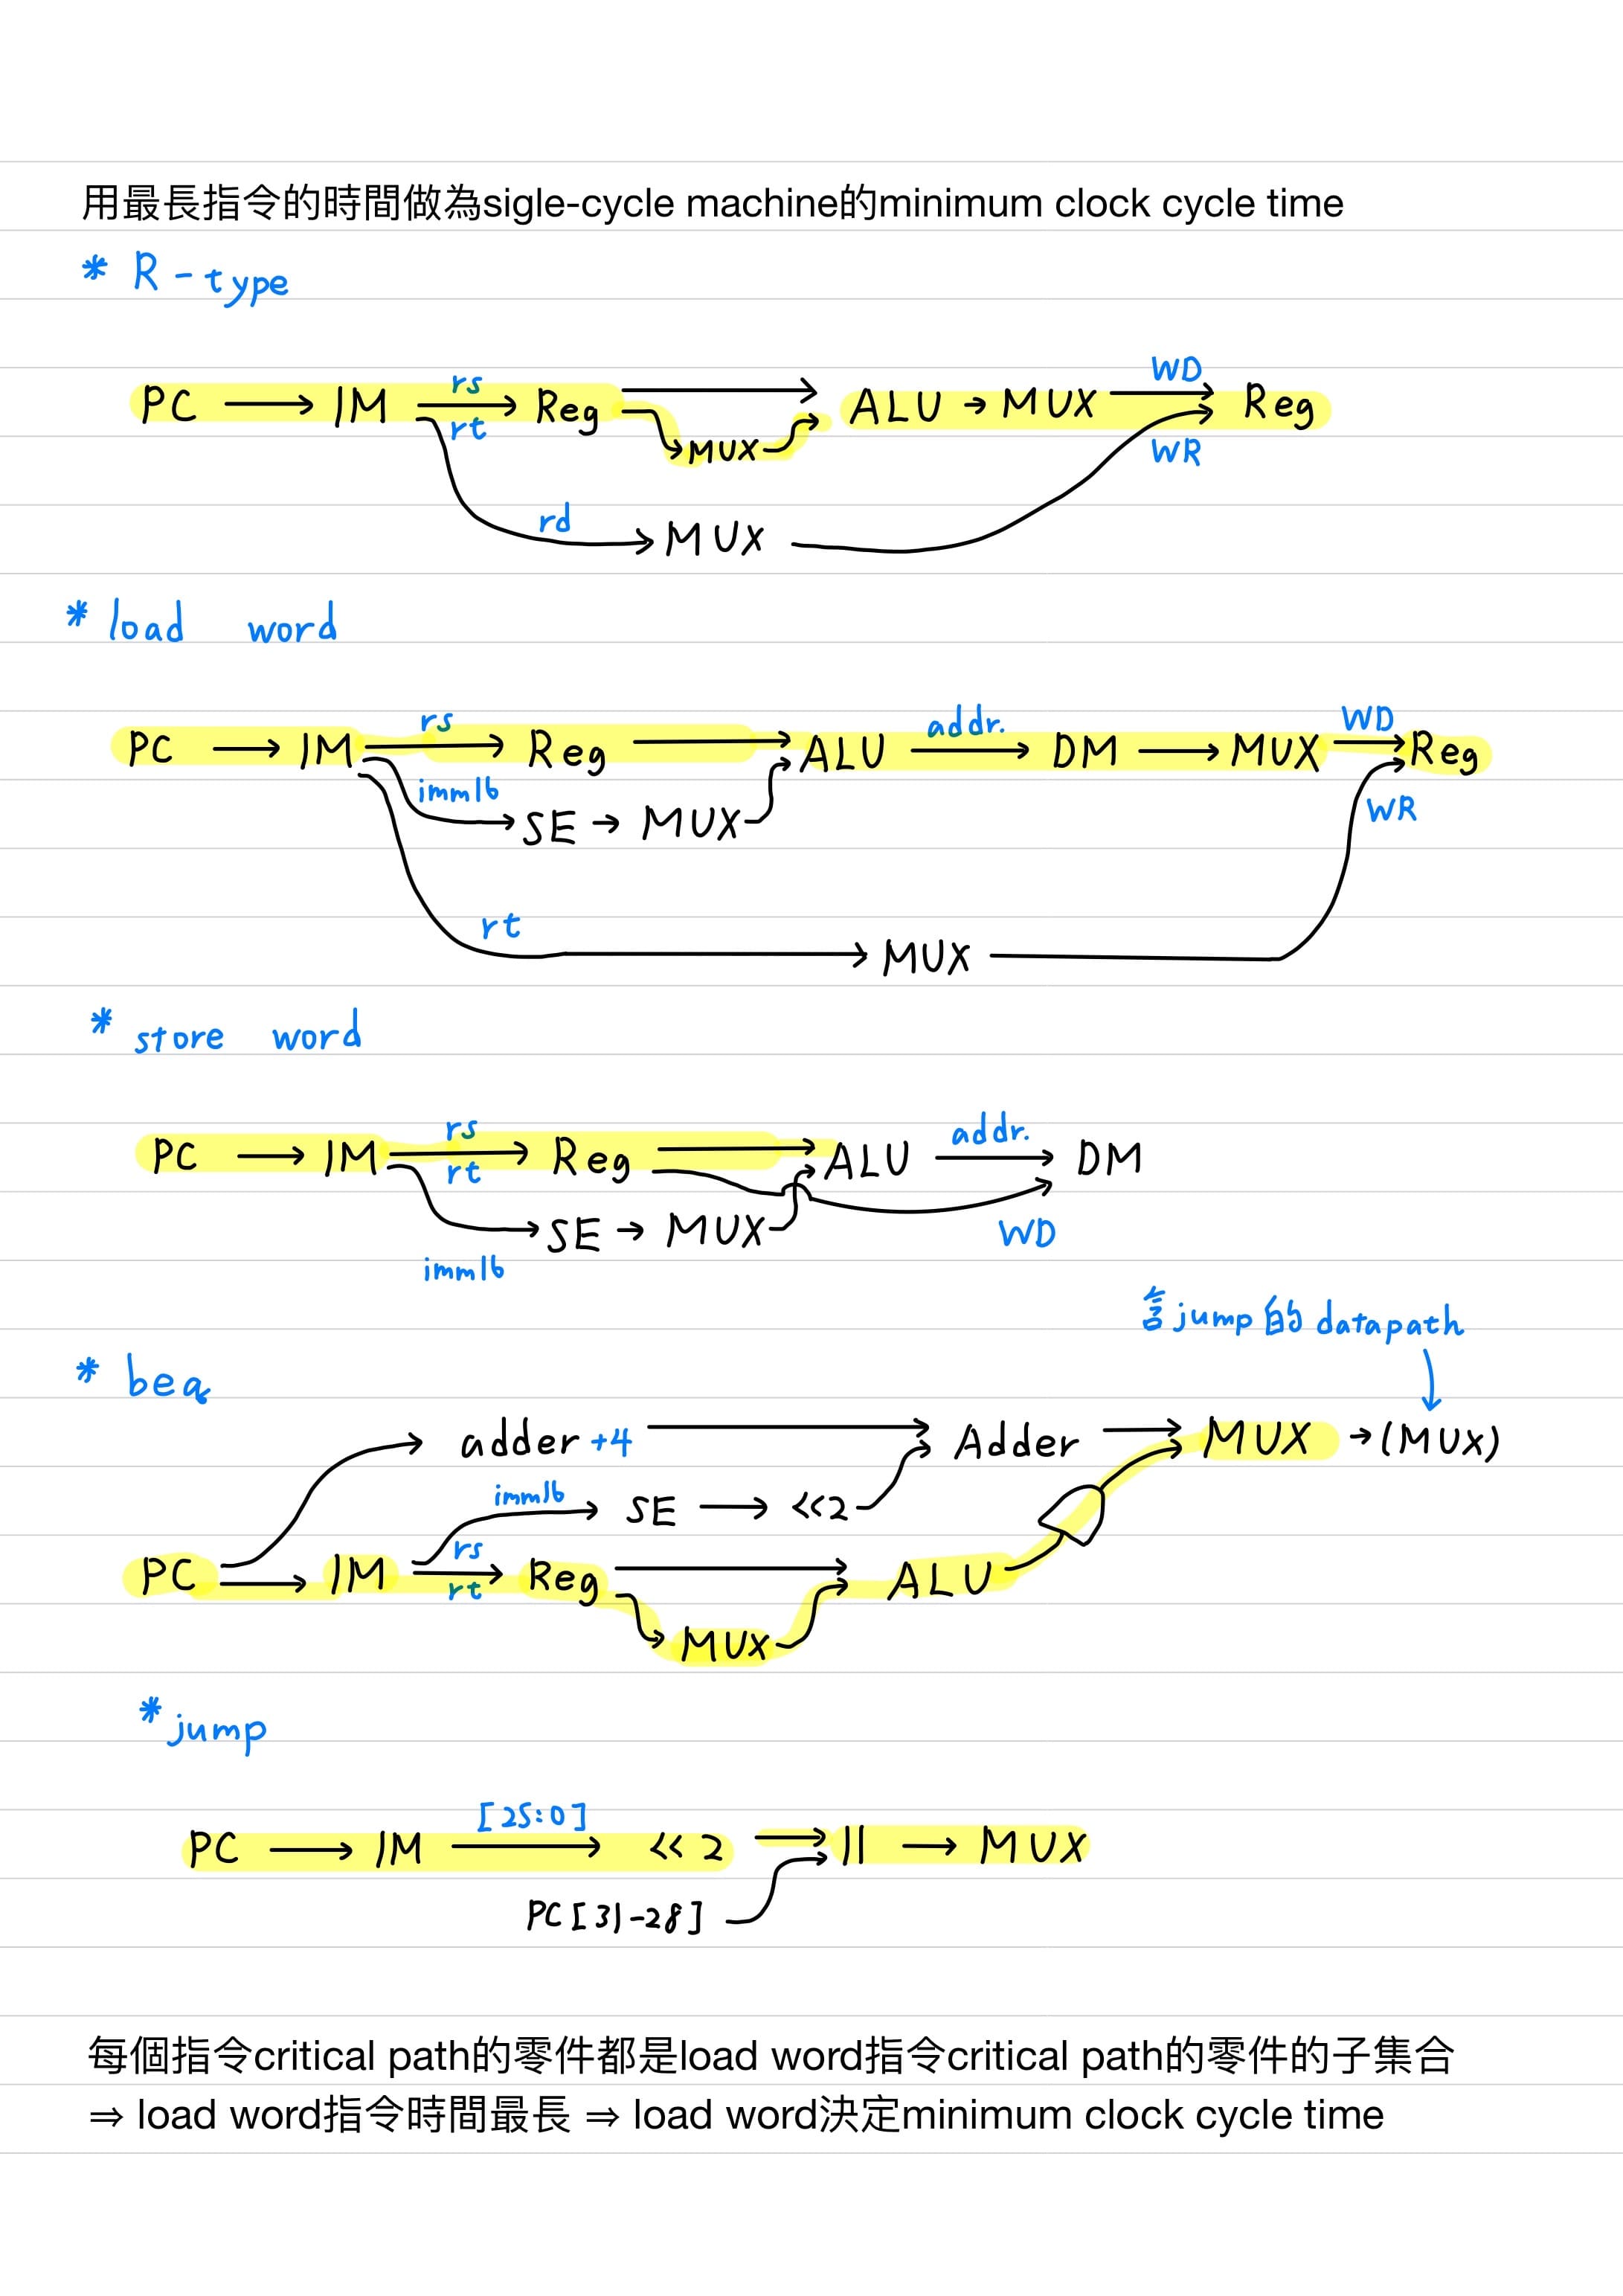 用最長指令的時間做為sigle-cycle machine的minimum clock cycle time
* R-type
PC → IM rs rt → Reg → ALU → MUX WD → Reg
MUX WR
rd → MUX
* load word
PC → IM rs → Reg → ALU addr. → DM → MUX WD → Reg
imm16 SE → MUX WR
rt → MUX
* store word
PC → IM rs rt → Reg → ALU addr. → DM
imm16 SE → MUX WD
含jump的datapath
* beq
adder +4 → Adder → MUX → (MUX)
imm16 → SE → <<2
PC → IM rs rt → Reg → ALU
MUX
* jump
PC → IM [25:0] → <<2 → || → MUX
PC[31-28]
每個指令critical path的零件都是load word指令critical path的零件的子集合
⇒ load word指令時間最長 ⇒ load word決定minimum clock cycle time